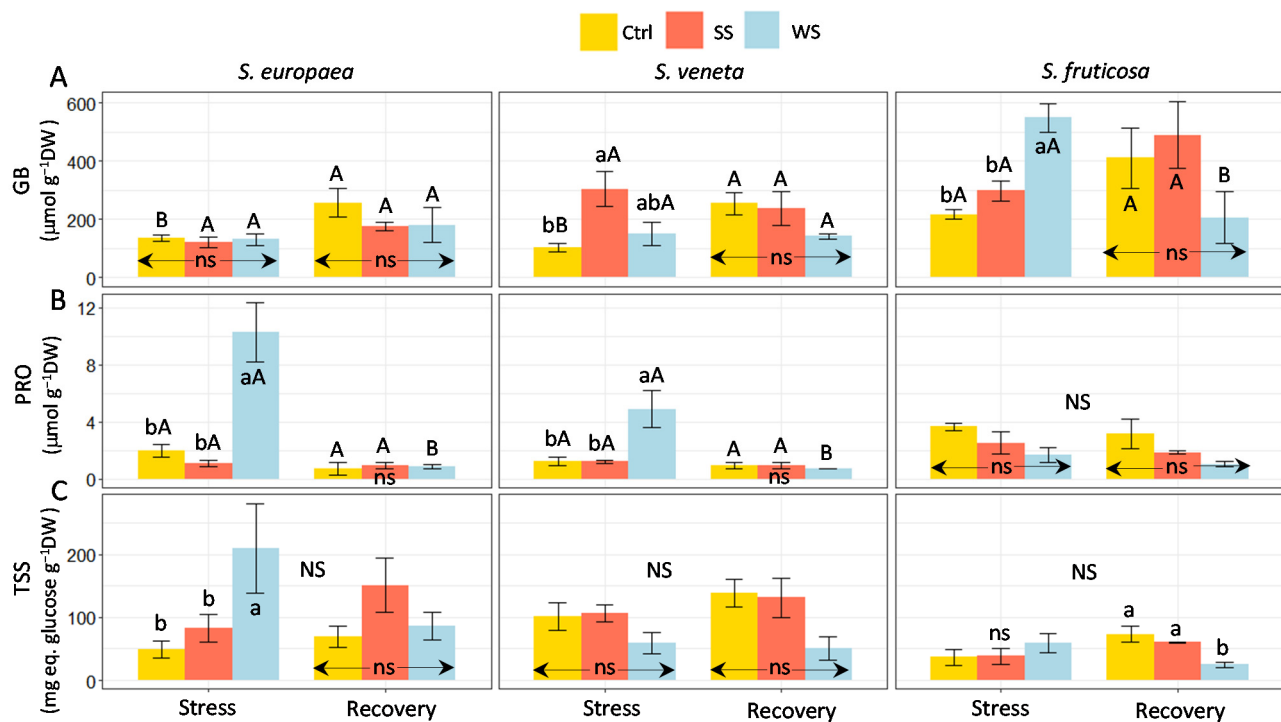 Ctrl SS WS
A S. europaea S. veneta S. fruticosa
GB
(μmol g⁻¹DW)
600
400
200
0
B A A A A A
ns ns
bB aA abA A A A
ns
bA bA aA A A B
ns
B
PRO
(μmol g⁻¹DW)
12
8
4
0
bA bA aA A A B
ns
bA bA aA A A B
ns
NS
ns ns
C
TSS
(mg eq. glucose g⁻¹DW)
200
100
0
b b a NS
ns
NS
ns ns
NS
ns a a b
Stress Recovery Stress Recovery Stress Recovery